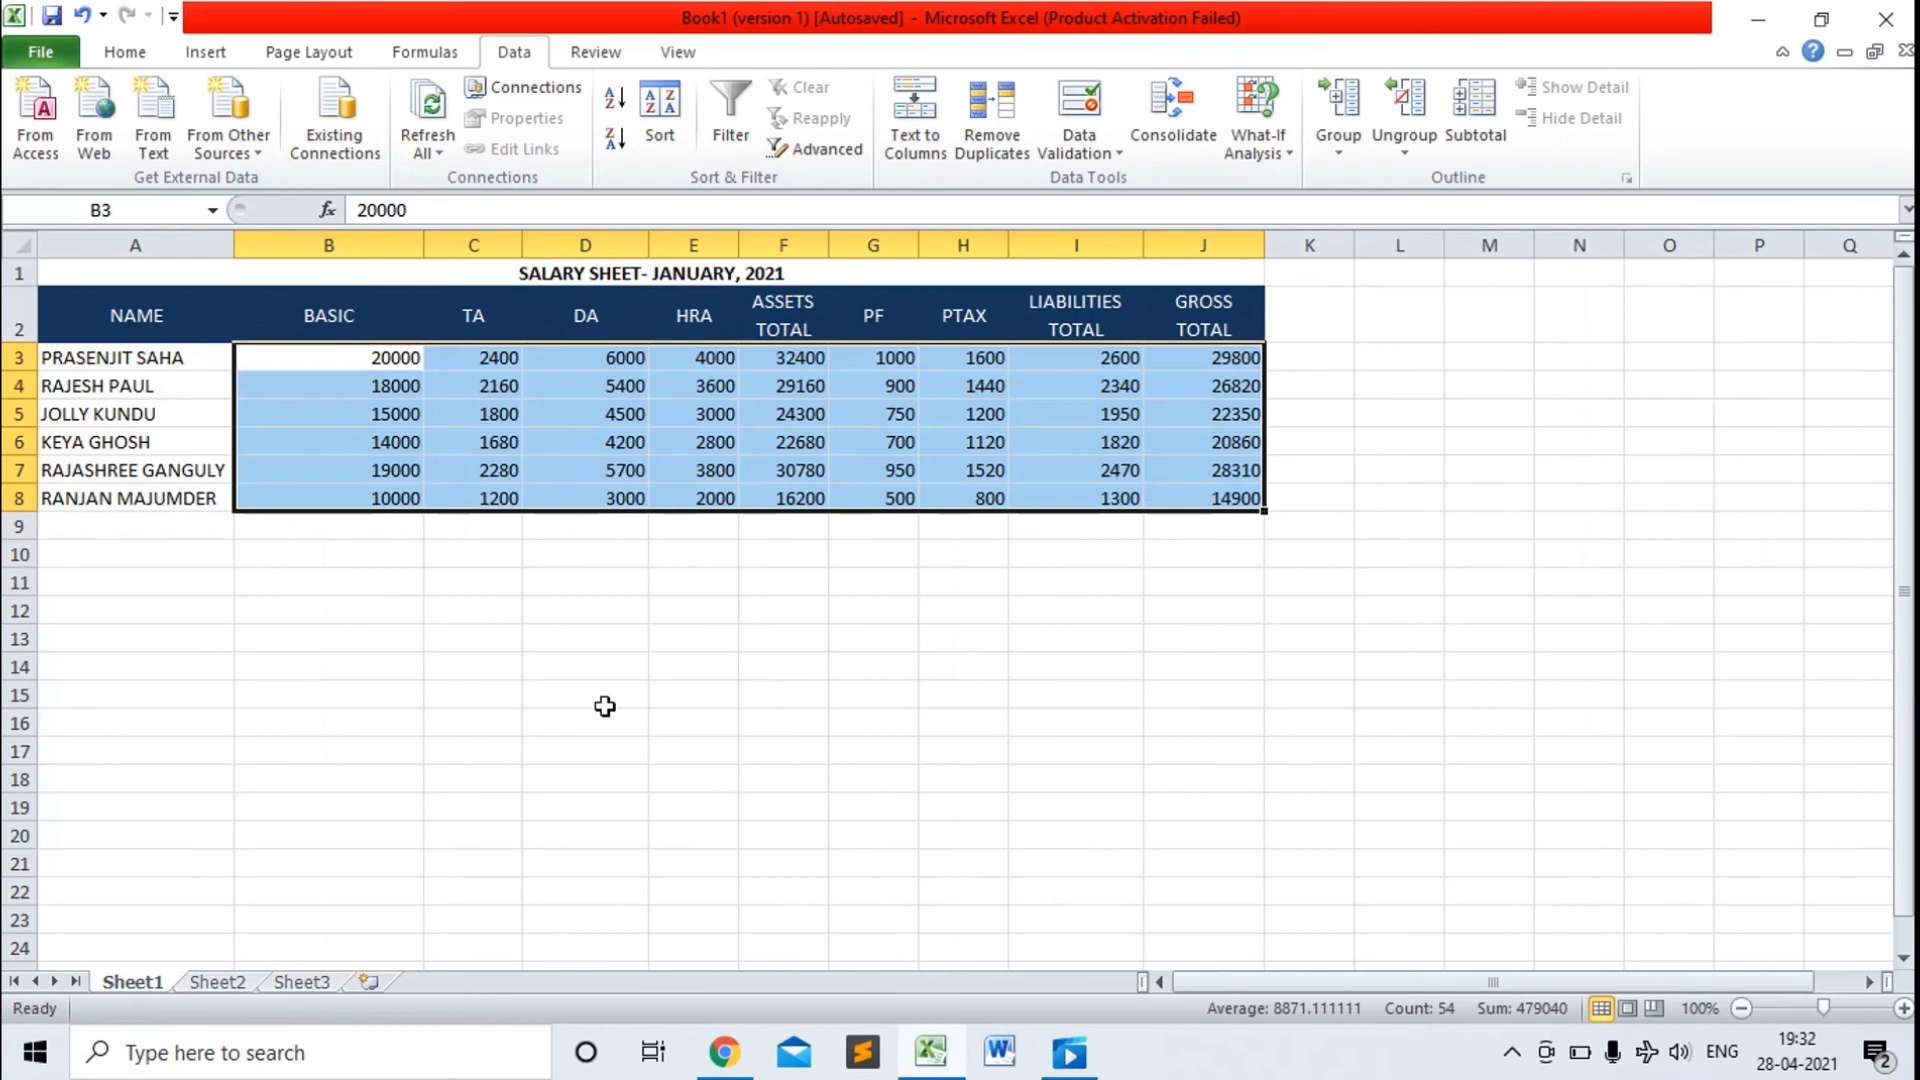 Book1 (version 1) [Autosaved] - Microsoft Excel (Product Activation Failed)
File Home Insert Page Layout Formulas Data Review View
From Access
From Web
From Text
From Other Sources
Existing Connections
Get External Data
Refresh All
Connections
Properties
Edit Links
Connections
Sort
Filter
Clear
Reapply
Advanced
Sort & Filter
Text to Columns
Remove Duplicates
Data Validation
Consolidate
What-If Analysis
Data Tools
Group
Ungroup
Subtotal
Show Detail
Hide Detail
Outline
B3 fx 20000
A B C D E F G H I J K L M N O P Q
1 SALARY SHEET- JANUARY, 2021
2 NAME BASIC TA DA HRA ASSETS TOTAL PF PTAX LIABILITIES TOTAL GROSS TOTAL
3 PRASENJIT SAHA 20000 2400 6000 4000 32400 1000 1600 2600 29800
4 RAJESH PAUL 18000 2160 5400 3600 29160 900 1440 2340 26820
5 JOLLY KUNDU 15000 1800 4500 3000 24300 750 1200 1950 22350
6 KEYA GHOSH 14000 1680 4200 2800 22680 700 1120 1820 20860
7 RAJASHREE GANGULY 19000 2280 5700 3800 30780 950 1520 2470 28310
8 RANJAN MAJUMDER 10000 1200 3000 2000 16200 500 800 1300 14900
9
10
11
12
13
14
15
16
17
18
19
20
21
22
23
24
Sheet1 Sheet2 Sheet3
Ready Average: 8871.111111 Count: 54 Sum: 479040 100%
Type here to search
ENG
19:32
28-04-2021
2